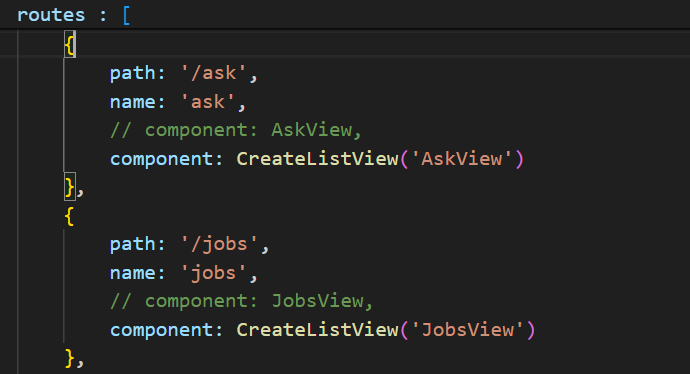 routes : [
{
path: '/ask',
name: 'ask',
// component: AskView,
component: CreateListView('AskView')
},
{
path: '/jobs',
name: 'jobs',
// component: JobsView,
component: CreateListView('JobsView')
},